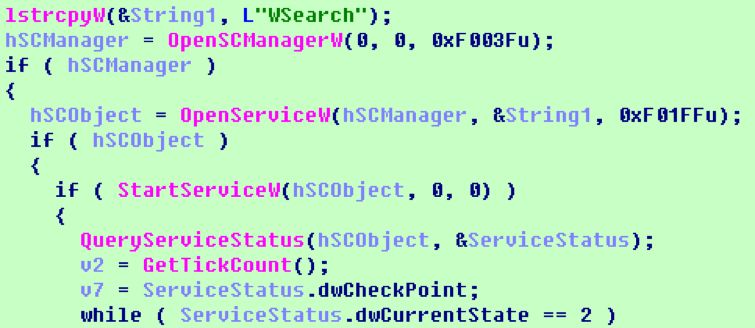 lstrcpyW(&String1, L"WSearch");
hSCManager = OpenSCManagerW(0, 0, 0xF003Fu);
if ( hSCManager )
{
hSCObject = OpenServiceW(hSCManager, &String1, 0xF01FFu);
if ( hSCObject )
{
if ( StartServiceW(hSCObject, 0, 0) )
{
QueryServiceStatus(hSCObject, &ServiceStatus);
v2 = GetTickCount();
v7 = ServiceStatus.dwCheckPoint;
while ( ServiceStatus.dwCurrentState == 2 )